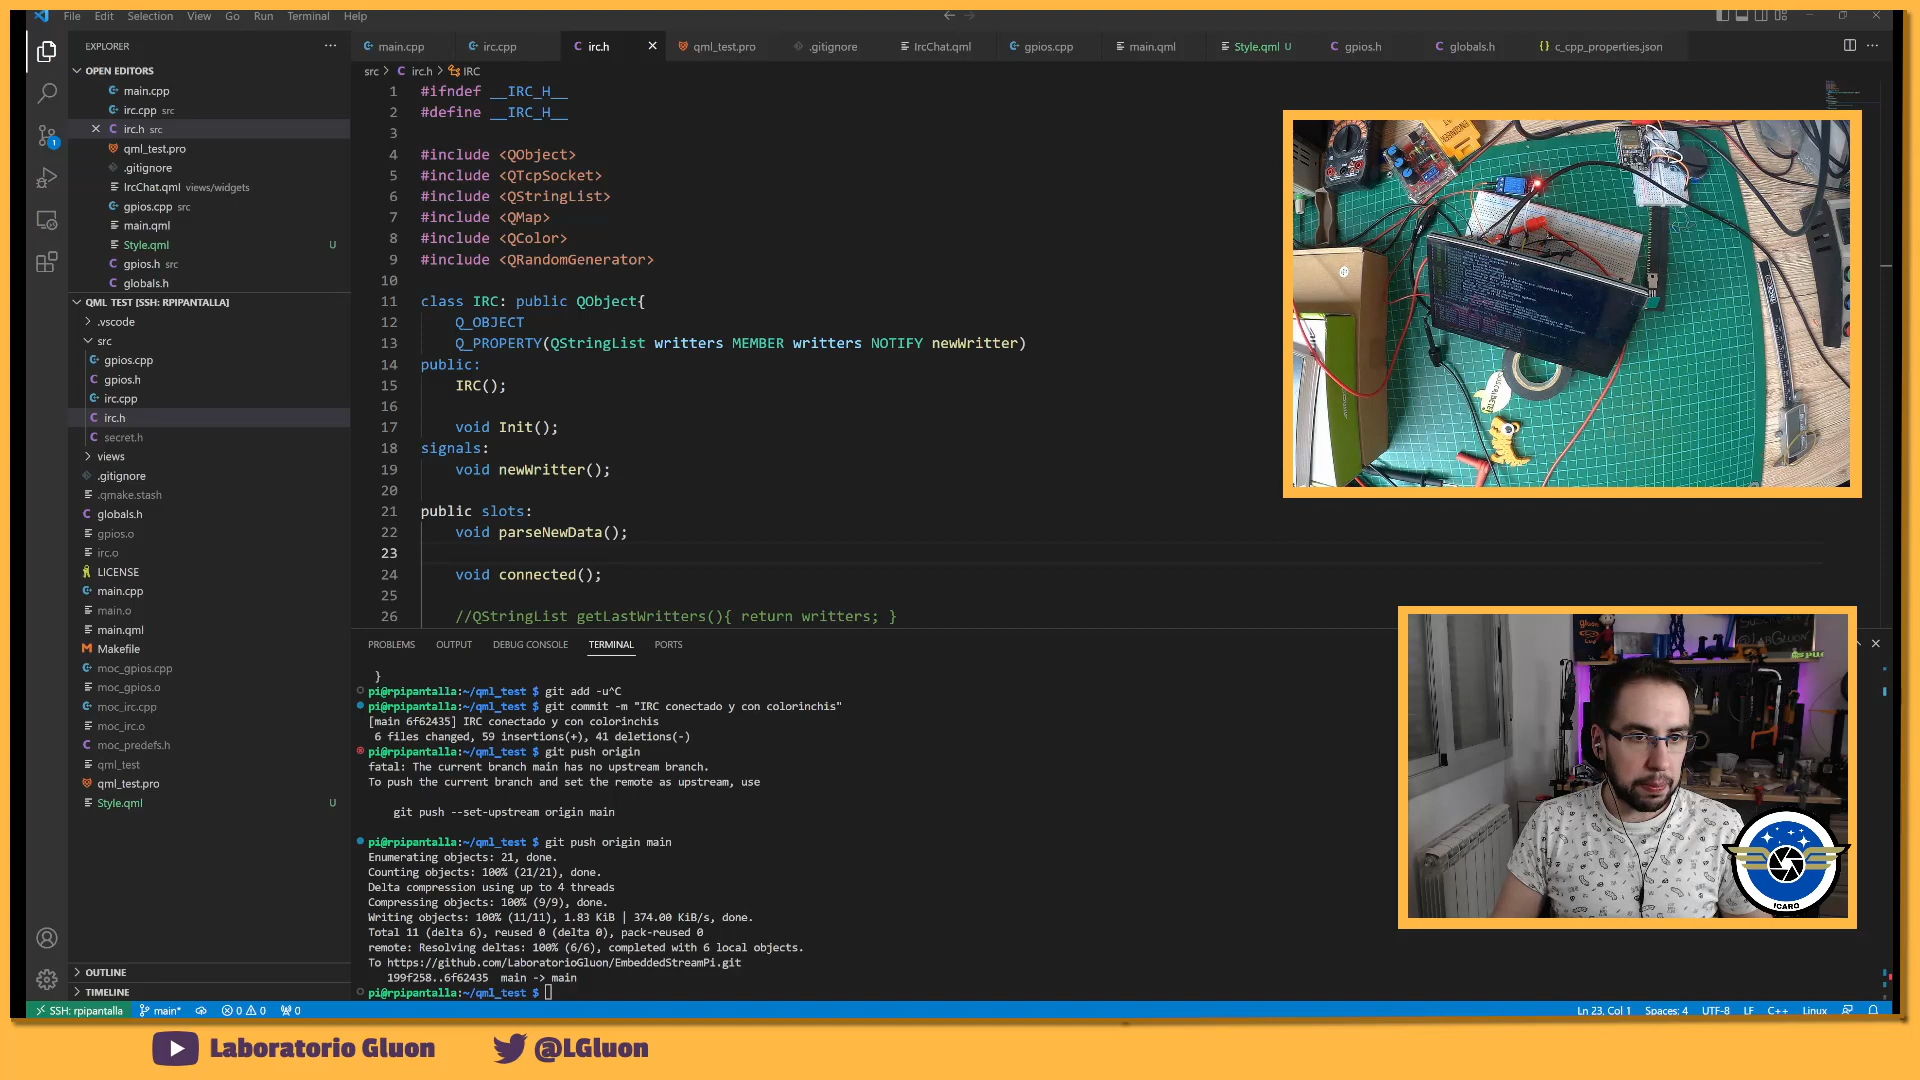 File Edit Selection View Go Run Terminal Help
EXPLORER
OPEN EDITORS
main.cpp
irc.cpp src
irc.h src
qml_test.pro
.gitignore
IrcChat.qml views/widgets
gpios.cpp src
main.qml
Style.qml U
gpios.h src
globals.h
QML TEST [SSH: RPIPANTALLA]
.vscode
src
gpios.cpp
gpios.h
irc.cpp
irc.h
secret.h
views
.gitignore
.qmake.stash
globals.h
gpios.o
irc.o
LICENSE
main.cpp
main.o
main.qml
Makefile
moc_gpios.cpp
moc_gpios.o
moc_irc.cpp
moc_irc.o
moc_predefs.h
qml_test
qml_test.pro
Style.qml U
OUTLINE
TIMELINE
main.cpp irc.cpp irc.h qml_test.pro .gitignore IrcChat.qml gpios.cpp main.qml Style.qml U gpios.h globals.h c_cpp_properties.json
src > irc.h > IRC
1 #ifndef __IRC_H__
2 #define __IRC_H__
3
4 #include <QObject>
5 #include <QTcpSocket>
6 #include <QStringList>
7 #include <QMap>
8 #include <QColor>
9 #include <QRandomGenerator>
10
11 class IRC: public QObject{
12 Q_OBJECT
13 Q_PROPERTY(QStringList writters MEMBER writters NOTIFY newWritter)
14 public:
15 IRC();
16
17 void Init();
18 signals:
19 void newWritter();
20
21 public slots:
22 void parseNewData();
23
24 void connected();
25
26 //QStringList getLastWritters(){ return writters; }
PROBLEMS OUTPUT DEBUG CONSOLE TERMINAL PORTS
}
pi@rpipantalla:~/qml_test $ git add -u^C
pi@rpipantalla:~/qml_test $ git commit -m "IRC conectado y con colorinchis"
[main 6f62435] IRC conectado y con colorinchis
6 files changed, 59 insertions(+), 41 deletions(-)
pi@rpipantalla:~/qml_test $ git push origin
fatal: The current branch main has no upstream branch.
To push the current branch and set the remote as upstream, use
git push --set-upstream origin main
pi@rpipantalla:~/qml_test $ git push origin main
Enumerating objects: 21, done.
Counting objects: 100% (21/21), done.
Delta compression using up to 4 threads
Compressing objects: 100% (9/9), done.
Writing objects: 100% (11/11), 1.83 KiB | 374.00 KiB/s, done.
Total 11 (delta 6), reused 0 (delta 0), pack-reused 0
remote: Resolving deltas: 100% (6/6), completed with 6 local objects.
To https://github.com/LaboratorioGluon/EmbeddedStreamPi.git
199f258..6f62435 main -> main
pi@rpipantalla:~/qml_test $
ICARO
SSH: rpipantalla main* 0 0 0 Ln 23, Col 1 Spaces: 4 UTF-8 LF C++ Linux
Laboratorio Gluon @LGluon